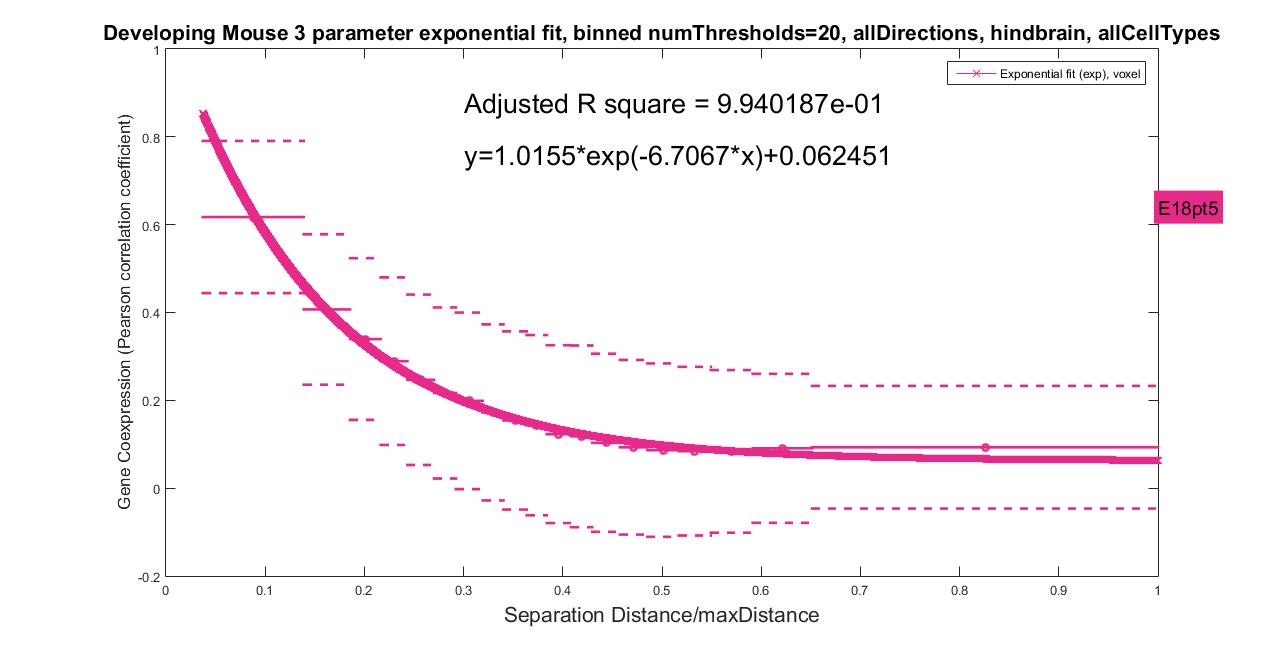 Developing Mouse 3 parameter exponential fit, binned numThresholds=20, allDirections, hindbrain, allCellTypes
1
Exponential fit (exp), voxel
Adjusted R square = 9.940187e-01
0.8
y=1.0155*exp(-6.7067*x)+0.062451
E18pt5
0.6
0.4
0.2
0
-0.2
Gene Coexpression (Pearson correlation coefficient)
0 0.1 0.2 0.3 0.4 0.5 0.6 0.7 0.8 0.9 1
Separation Distance/maxDistance